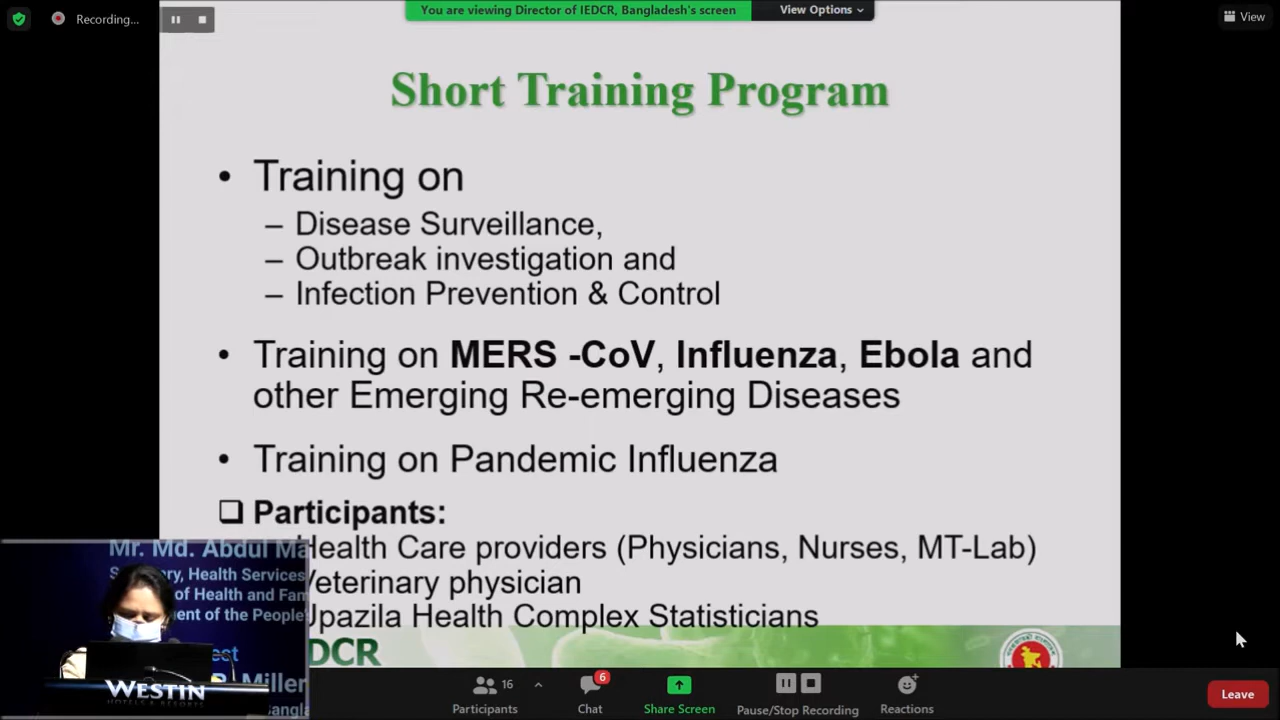 Recording...
You are viewing Director of IEDCR, Bangladesh's screen
View Options
View
Short Training Program
• Training on
– Disease Surveillance,
– Outbreak investigation and
– Infection Prevention & Control
• Training on MERS -CoV, Influenza, Ebola and
other Emerging Re-emerging Diseases
• Training on Pandemic Influenza
❑ Participants:
Health Care providers (Physicians, Nurses, MT-Lab)
Veterinary physician
Upazila Health Complex Statisticians
Mr. Md. Abdul
Health Services
of Health and
of the
Miller
WESTIN
HOTELS & RESORTS
16
Participants
6
Chat
Share Screen
Pause/Stop Recording
Reactions
Leave